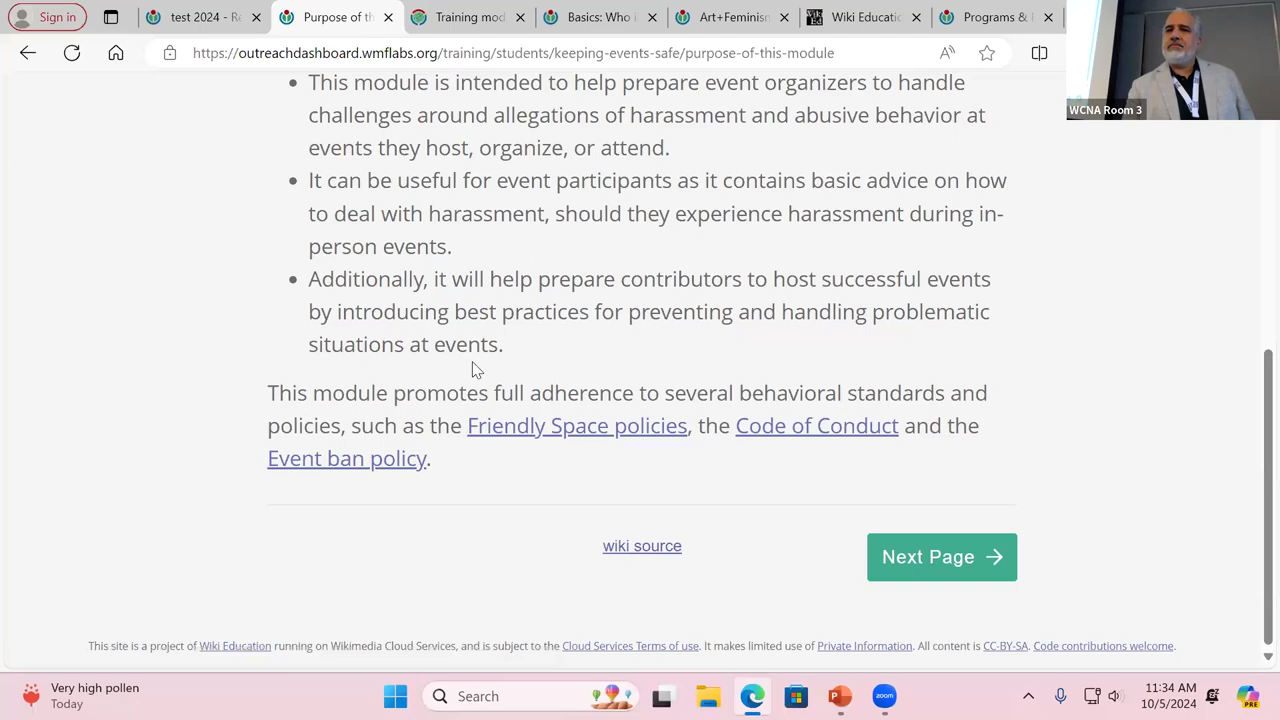 Sign in
test 2024 - Re
Purpose of th
Training mod
Basics: Who i
Art+Feminism
Wiki Educatio
Programs &
https://outreachdashboard.wmflabs.org/training/students/keeping-events-safe/purpose-of-this-module
WCNA Room 3
This module is intended to help prepare event organizers to handle
challenges around allegations of harassment and abusive behavior at
events they host, organize, or attend.
It can be useful for event participants as it contains basic advice on how
to deal with harassment, should they experience harassment during in-
person events.
Additionally, it will help prepare contributors to host successful events
by introducing best practices for preventing and handling problematic
situations at events.
This module promotes full adherence to several behavioral standards and
policies, such as the Friendly Space policies, the Code of Conduct and the
Event ban policy.
wiki source
Next Page
This site is a project of Wiki Education running on Wikimedia Cloud Services, and is subject to the Cloud Services Terms of use. It makes limited use of Private Information. All content is CC-BY-SA. Code contributions welcome.
Very high pollen
Today
Search
zoom
11:34 AM
10/5/2024
PRE